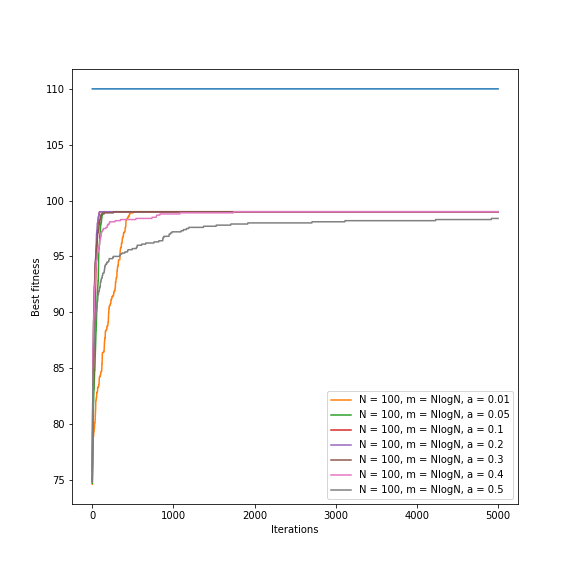 110
105
100
95
90
85
80
75
Best fitness
0 1000 2000 3000 4000 5000
Iterations
N = 100, m = NlogN, a = 0.01
N = 100, m = NlogN, a = 0.05
N = 100, m = NlogN, a = 0.1
N = 100, m = NlogN, a = 0.2
N = 100, m = NlogN, a = 0.3
N = 100, m = NlogN, a = 0.4
N = 100, m = NlogN, a = 0.5